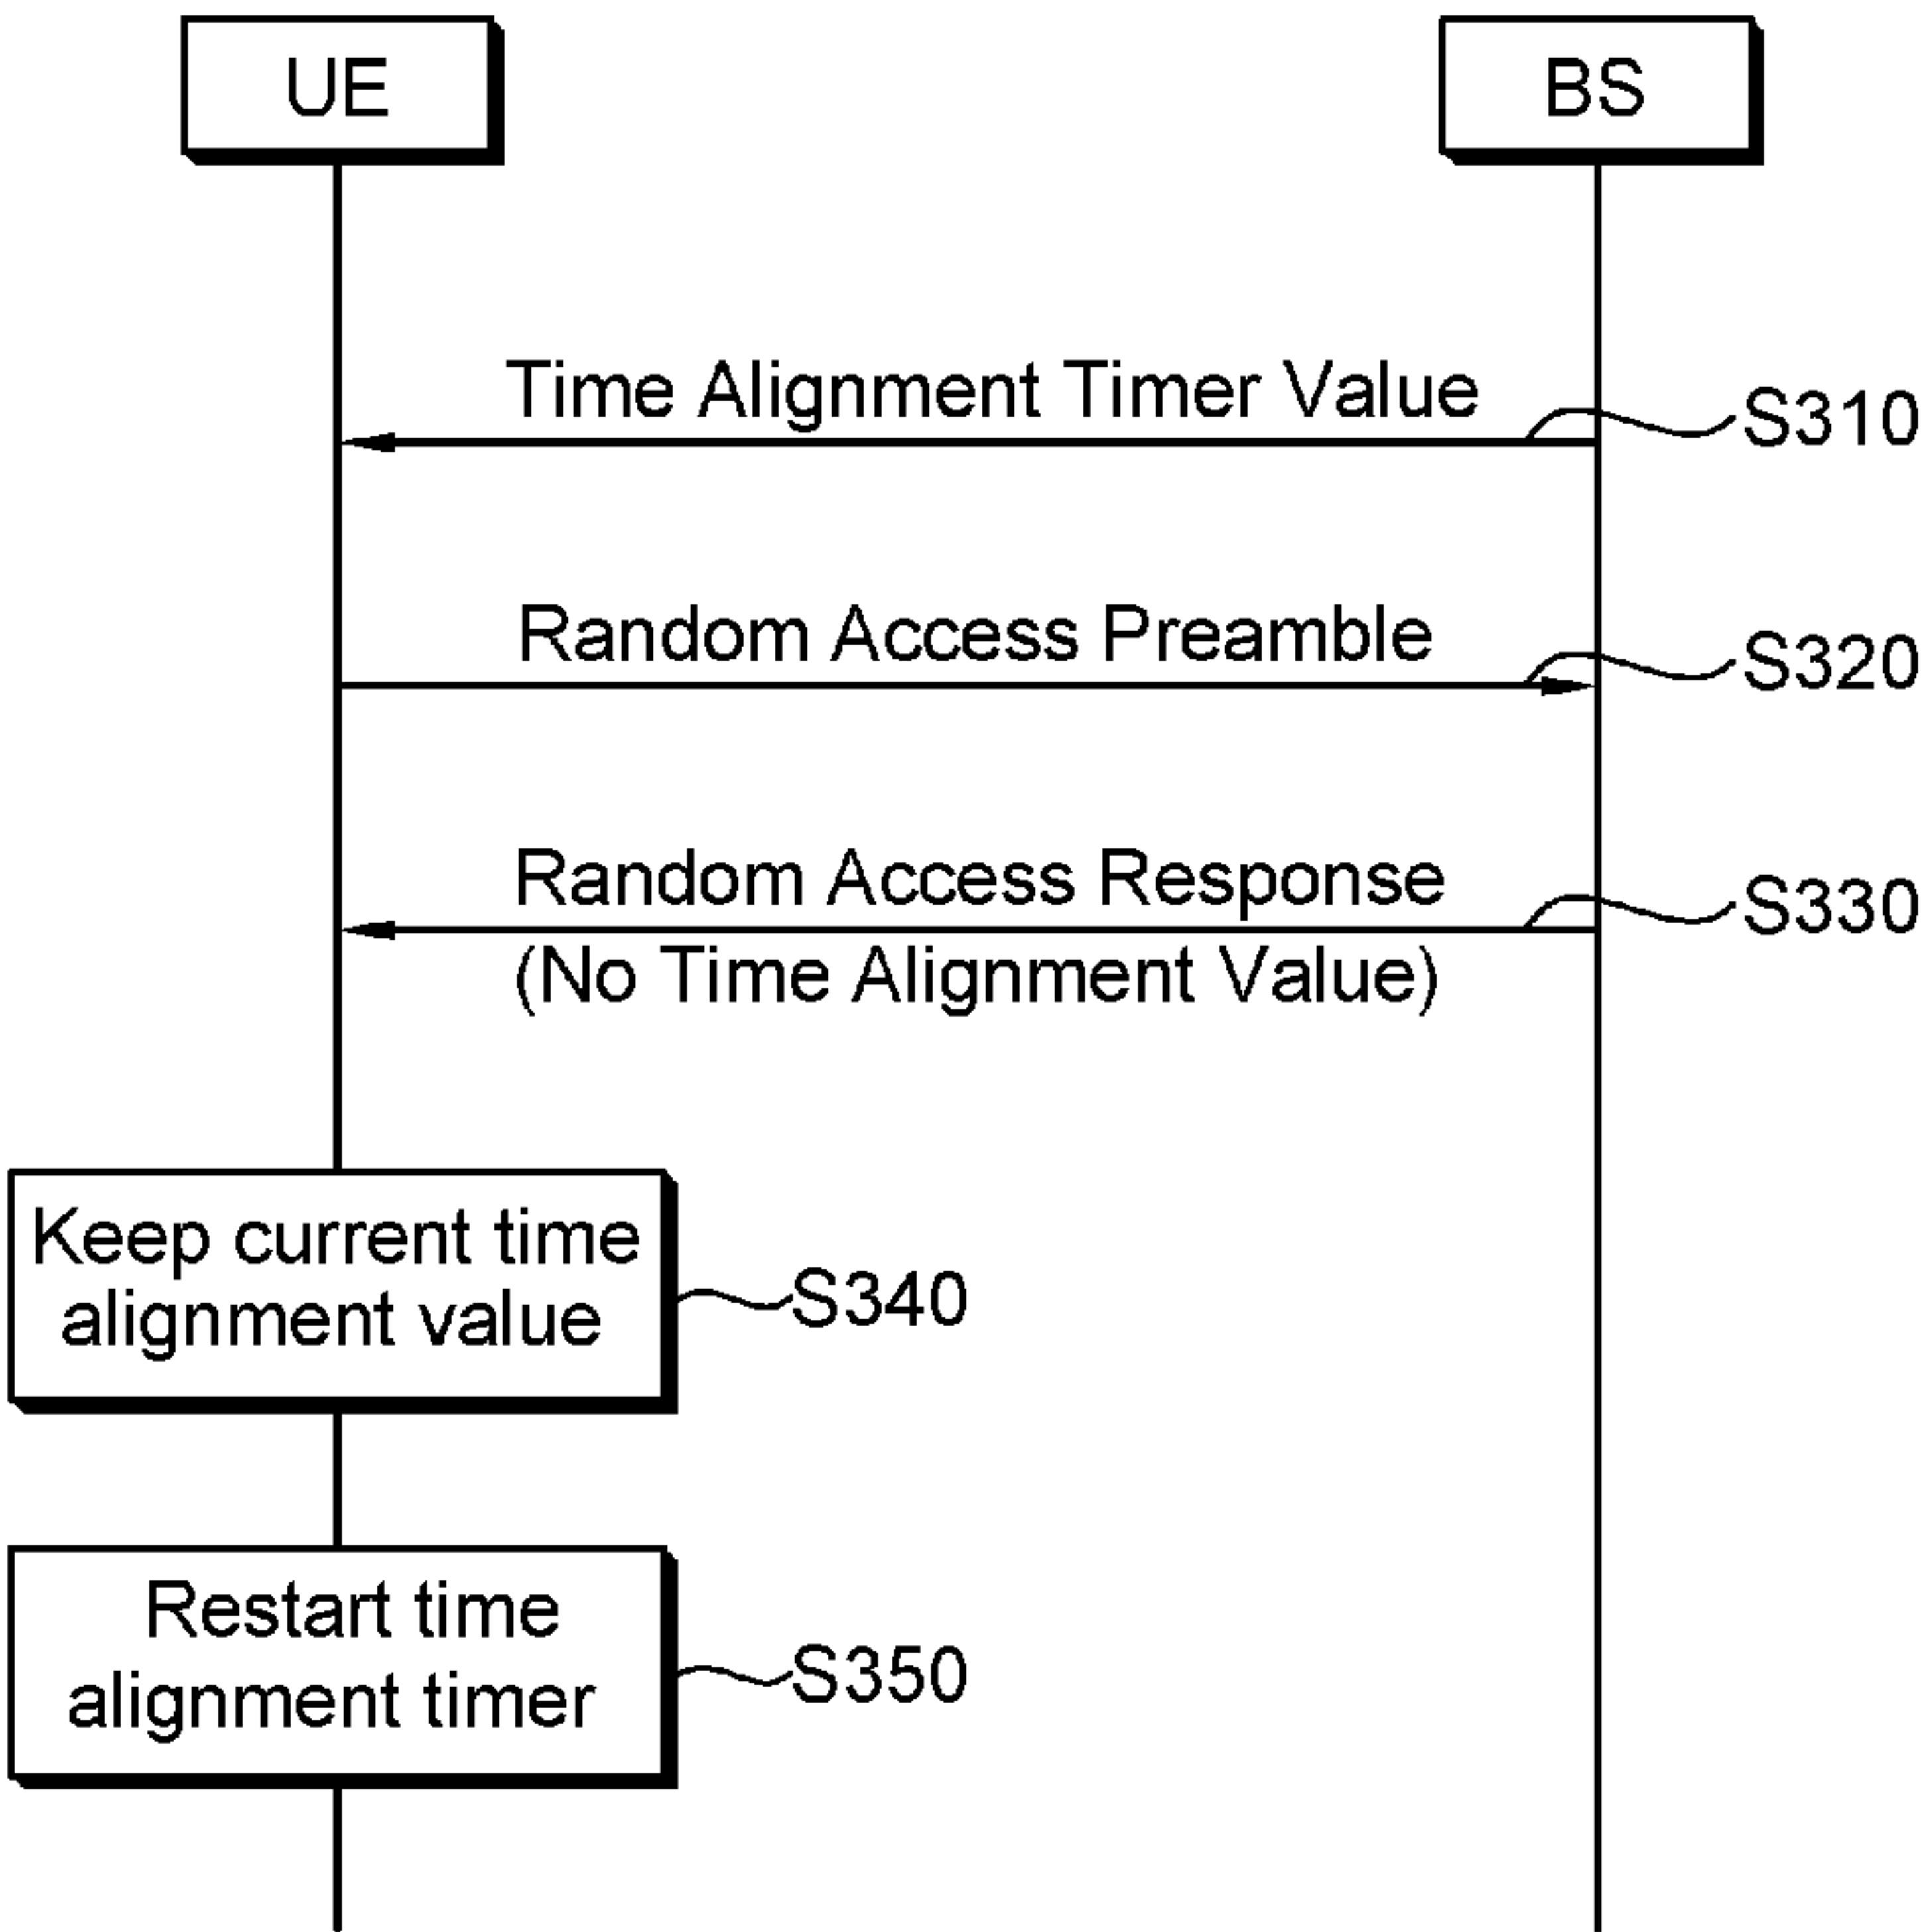 UE
BS
Time Alignment Timer Value
S310
Random Access Preamble
S320
Random Access Response
S330
(No Time Alignment Value)
Keep current time
alignment value
S340
Restart time
alignment timer
S350